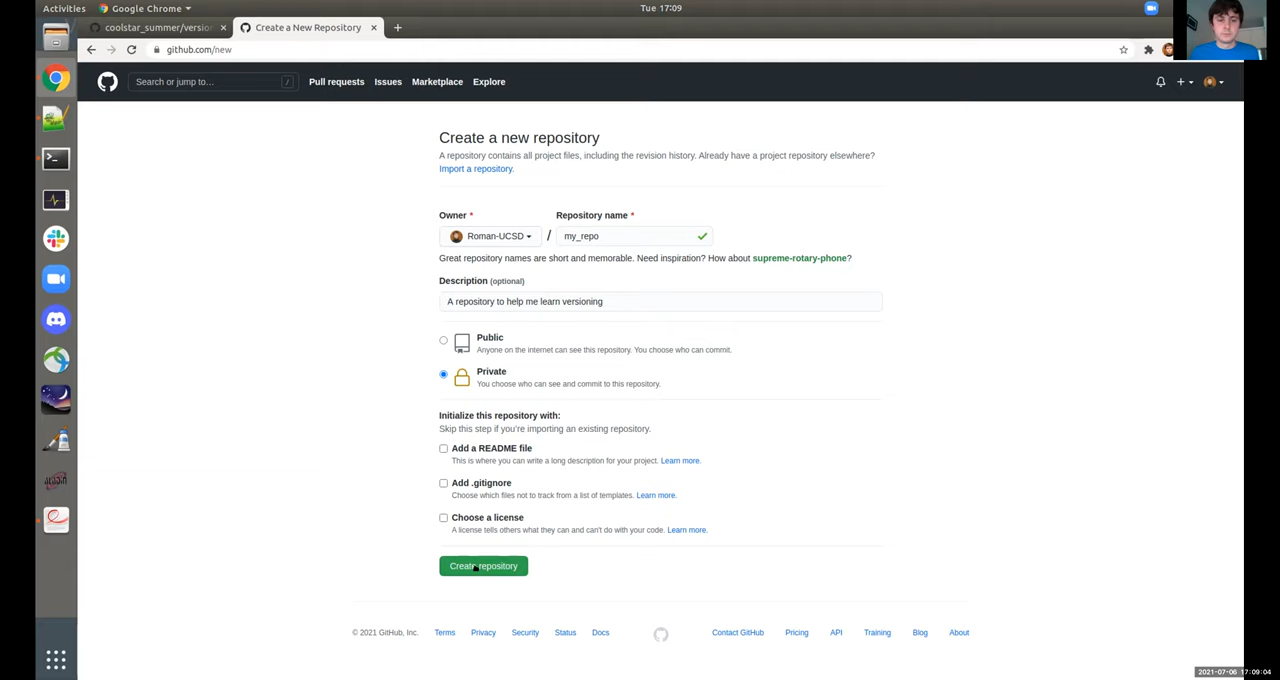 Activities
Google Chrome
Tue 17:09
coolstar_summer/versio
Create a New Repository
github.com/new
Search or jump to…
/
Pull requests
Issues
Marketplace
Explore
Create a new repository
A repository contains all project files, including the revision history. Already have a project repository elsewhere?
Import a repository.
Owner *
Repository name *
Roman-UCSD
/
my_repo
Great repository names are short and memorable. Need inspiration? How about supreme-rotary-phone?
Description (optional)
A repository to help me learn versioning
Public
Anyone on the internet can see this repository. You choose who can commit.
Private
You choose who can see and commit to this repository.
Initialize this repository with:
Skip this step if you're importing an existing repository.
Add a README file
This is where you can write a long description for your project. Learn more.
Add .gitignore
Choose which files not to track from a list of templates. Learn more.
Choose a license
A license tells others what they can and can't do with your code. Learn more.
Create repository
© 2021 GitHub, Inc.
Terms
Privacy
Security
Status
Docs
Contact GitHub
Pricing
API
Training
Blog
About
2021-07-06 17:09:04